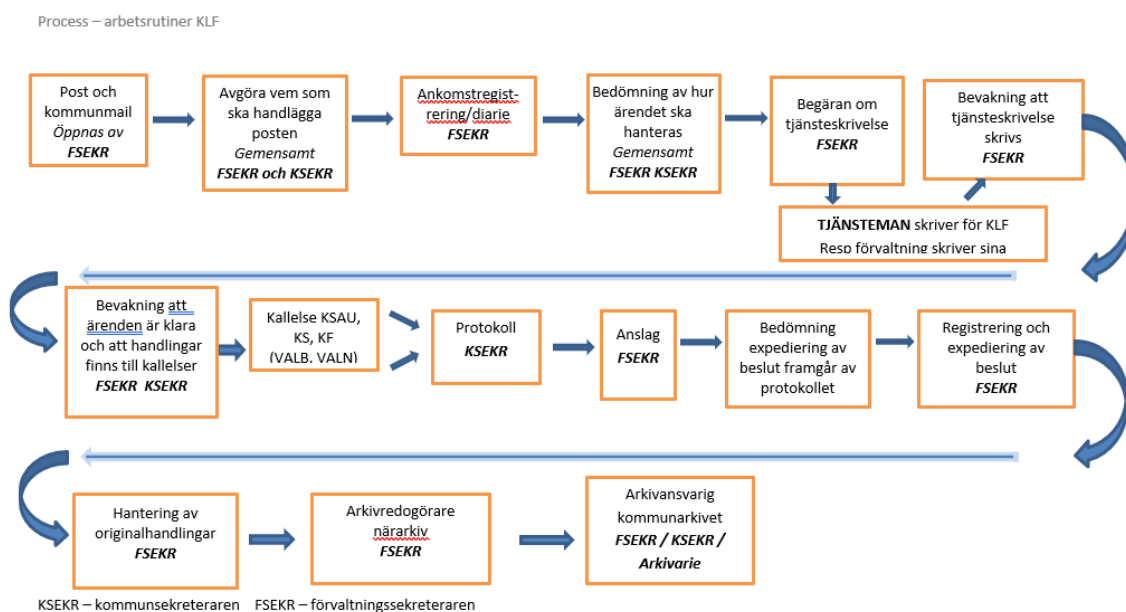 Process – arbetsrutiner KLF
Post och
kommunmail
Öppnas av
FSEKR
Avgöra vem som
ska handlägga
posten
Gemensamt
FSEKR och KSEKR
Ankomstregist-
rering/diarie
FSEKR
Bedömning av hur
ärendet ska
hanteras
Gemensamt
FSEKR KSEKR
Begäran om
tjänsteskrivelse
FSEKR
Bevakning att
tjänsteskrivelse
skrivs
FSEKR
TJÄNSTEMAN skriver för KLF
Resp förvaltning skriver sina
Bevakning att
ärenden är klara
och att handlingar
finns till kallelser
FSEKR KSEKR
Kallelse KSAU,
KS, KF
(VALB, VALN)
Protokoll
KSEKR
Anslag
FSEKR
Bedömning
expediering av
beslut framgår av
protokollet
Registrering och
expediering av
beslut
FSEKR
Hantering av
originalhandlingar
FSEKR
Arkivredogörare
närarkiv
FSEKR
Arkivansvarig
kommunarkivet
FSEKR / KSEKR /
Arkivarie
KSEKR – kommunsekreteraren FSEKR – förvaltningssekreteraren